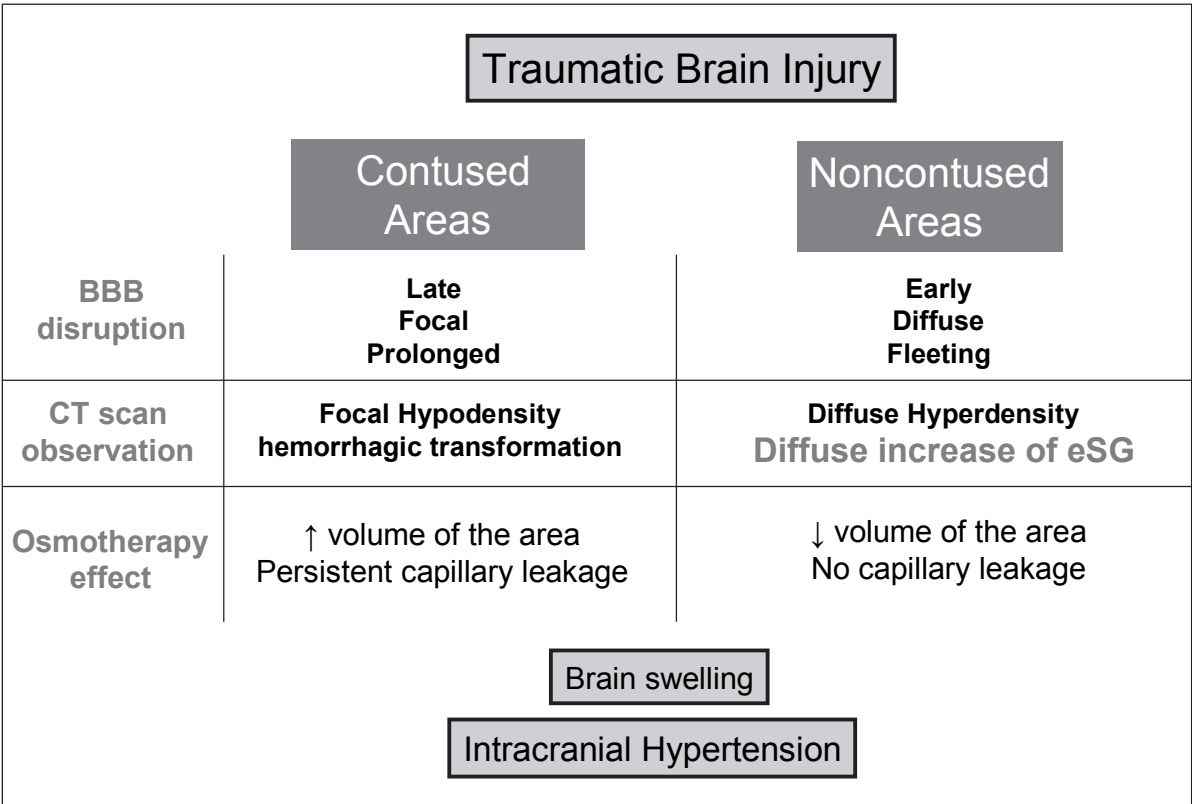 Traumatic Brain Injury
Contused
Areas
Noncontused
Areas
BBB
disruption
Late
Focal
Prolonged
Early
Diffuse
Fleeting
CT scan
observation
Focal Hypodensity
hemorrhagic transformation
Diffuse Hyperdensity
Diffuse increase of eSG
Osmotherapy
effect
↑ volume of the area
Persistent capillary leakage
↓ volume of the area
No capillary leakage
Brain swelling
Intracranial Hypertension